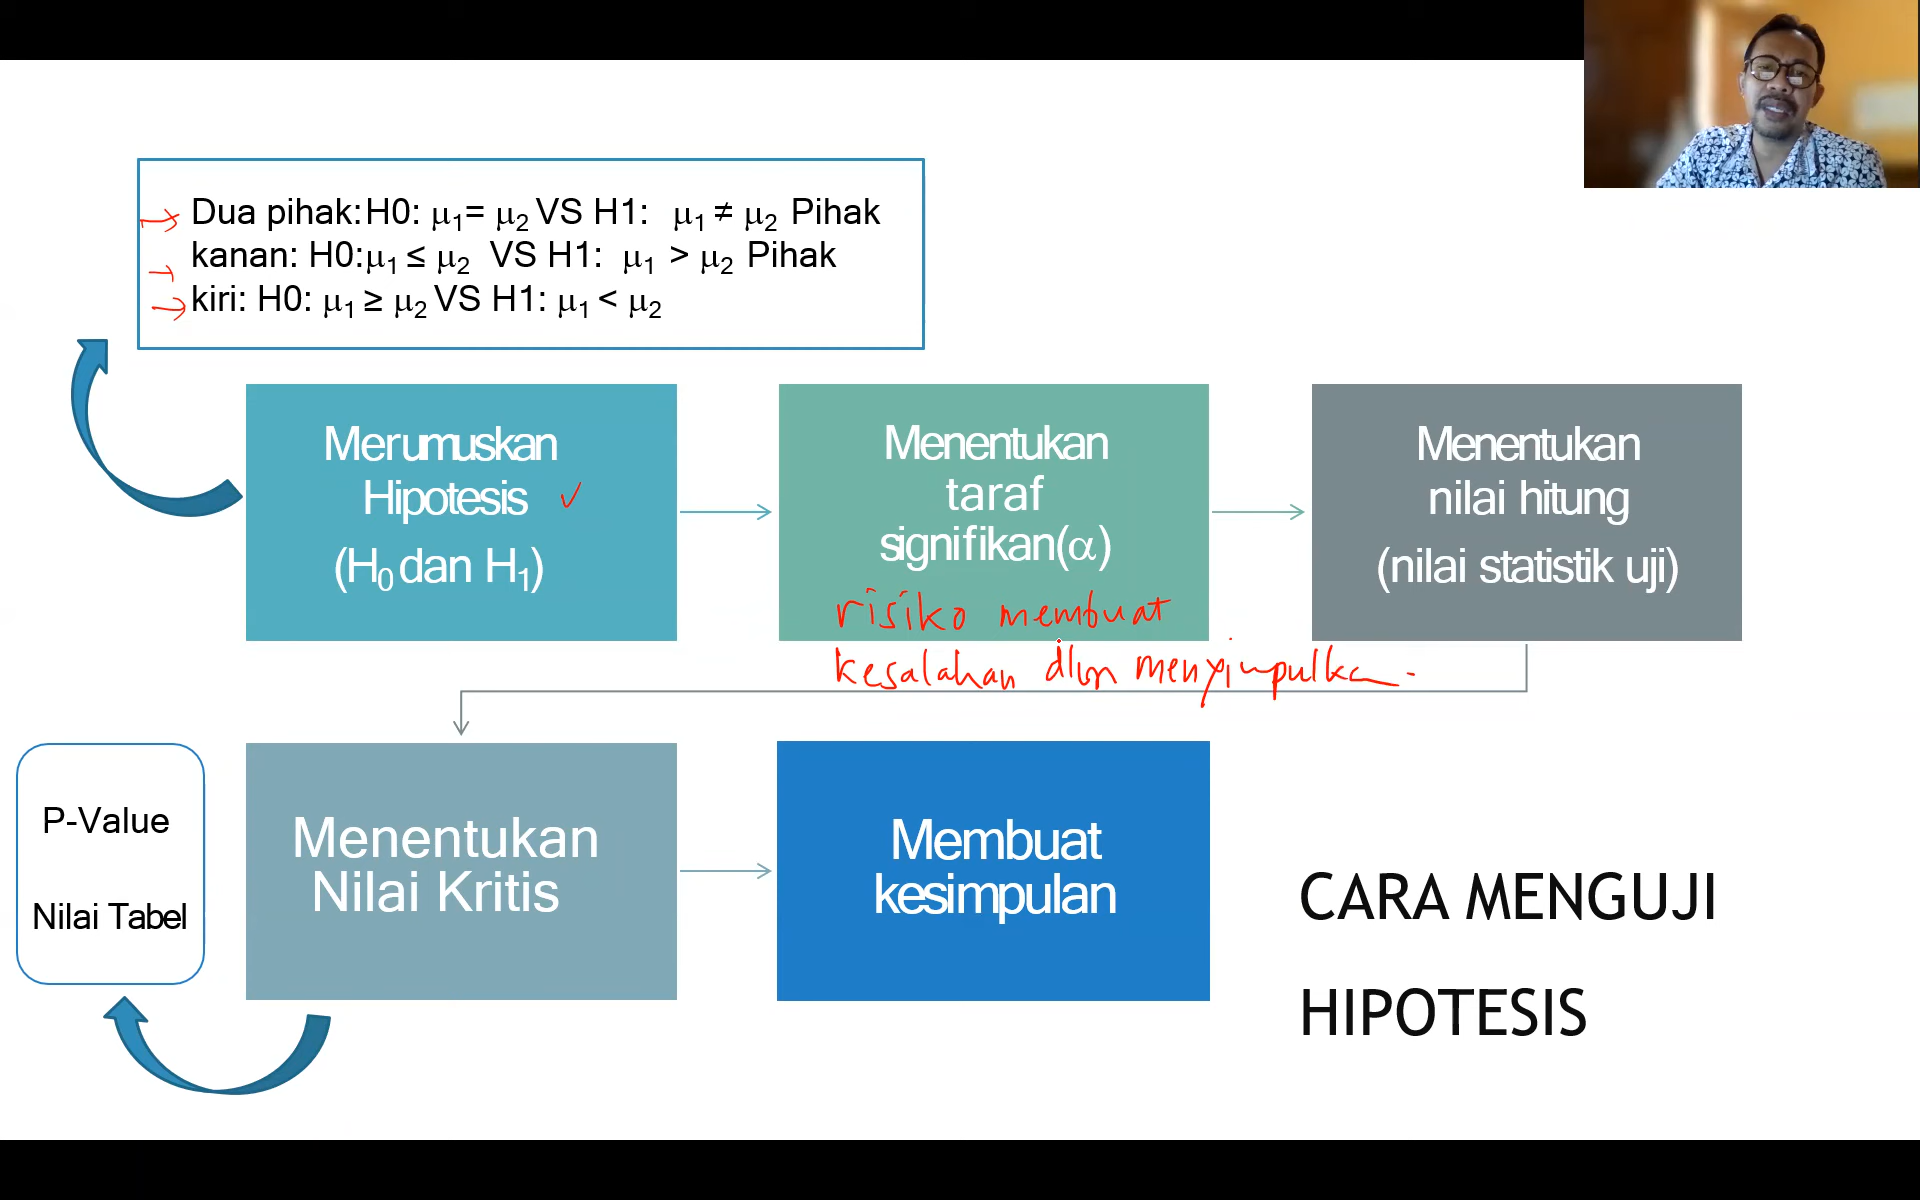 Dua pihak: H0: μ₁= μ₂ VS H1: μ₁ ≠ μ₂ Pihak
kanan: H0:μ₁ ≤ μ₂ VS H1: μ₁ > μ₂ Pihak
kiri: H0: μ₁ ≥ μ₂ VS H1: μ₁ < μ₂
Merumuskan
Hipotesis ✓
(H₀ dan H₁)
Menentukan
taraf
signifikan(α)
risiko membuat
kesalahan dlm menyimpulkan.
Menentukan
nilai hitung
(nilai statistik uji)
P-Value
Nilai Tabel
Menentukan
Nilai Kritis
Membuat
kesimpulan
CARA MENGUJI
HIPOTESIS